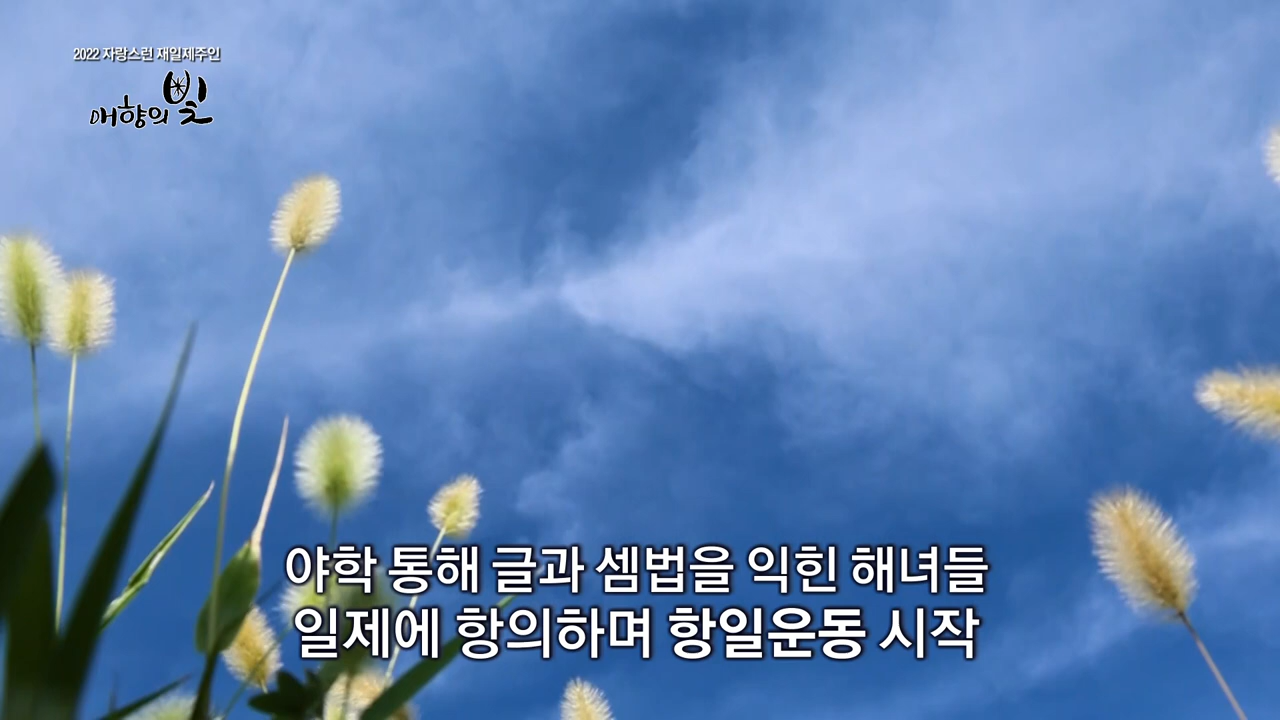 2022 자랑스런 재일제주인
애향의 빛
야학 통해 글과 셈법을 익힌 해녀들
일제에 항의하며 항일운동 시작